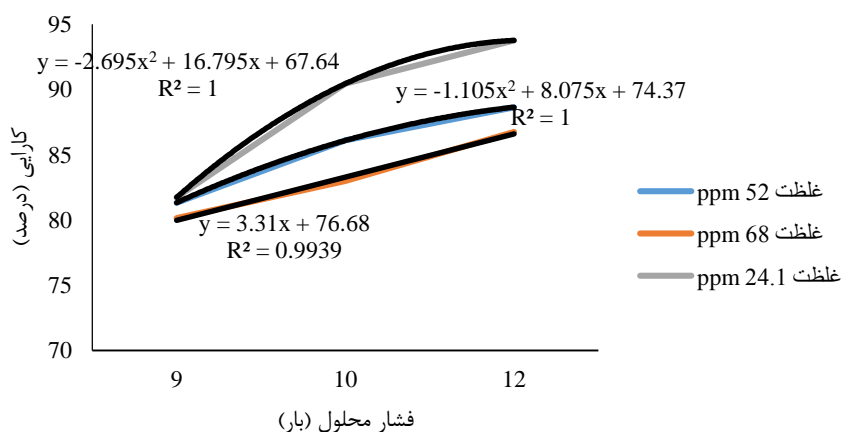 95
90
85
80
75
70
کارایی (درصد)
y = -2.695x² + 16.795x + 67.64
R² = 1
y = -1.105x² + 8.075x + 74.37
R² = 1
y = 3.31x + 76.68
R² = 0.9939
9 10 12
فشار محلول (بار)
غلظت 52 ppm
غلظت 68 ppm
غلظت 24.1 ppm